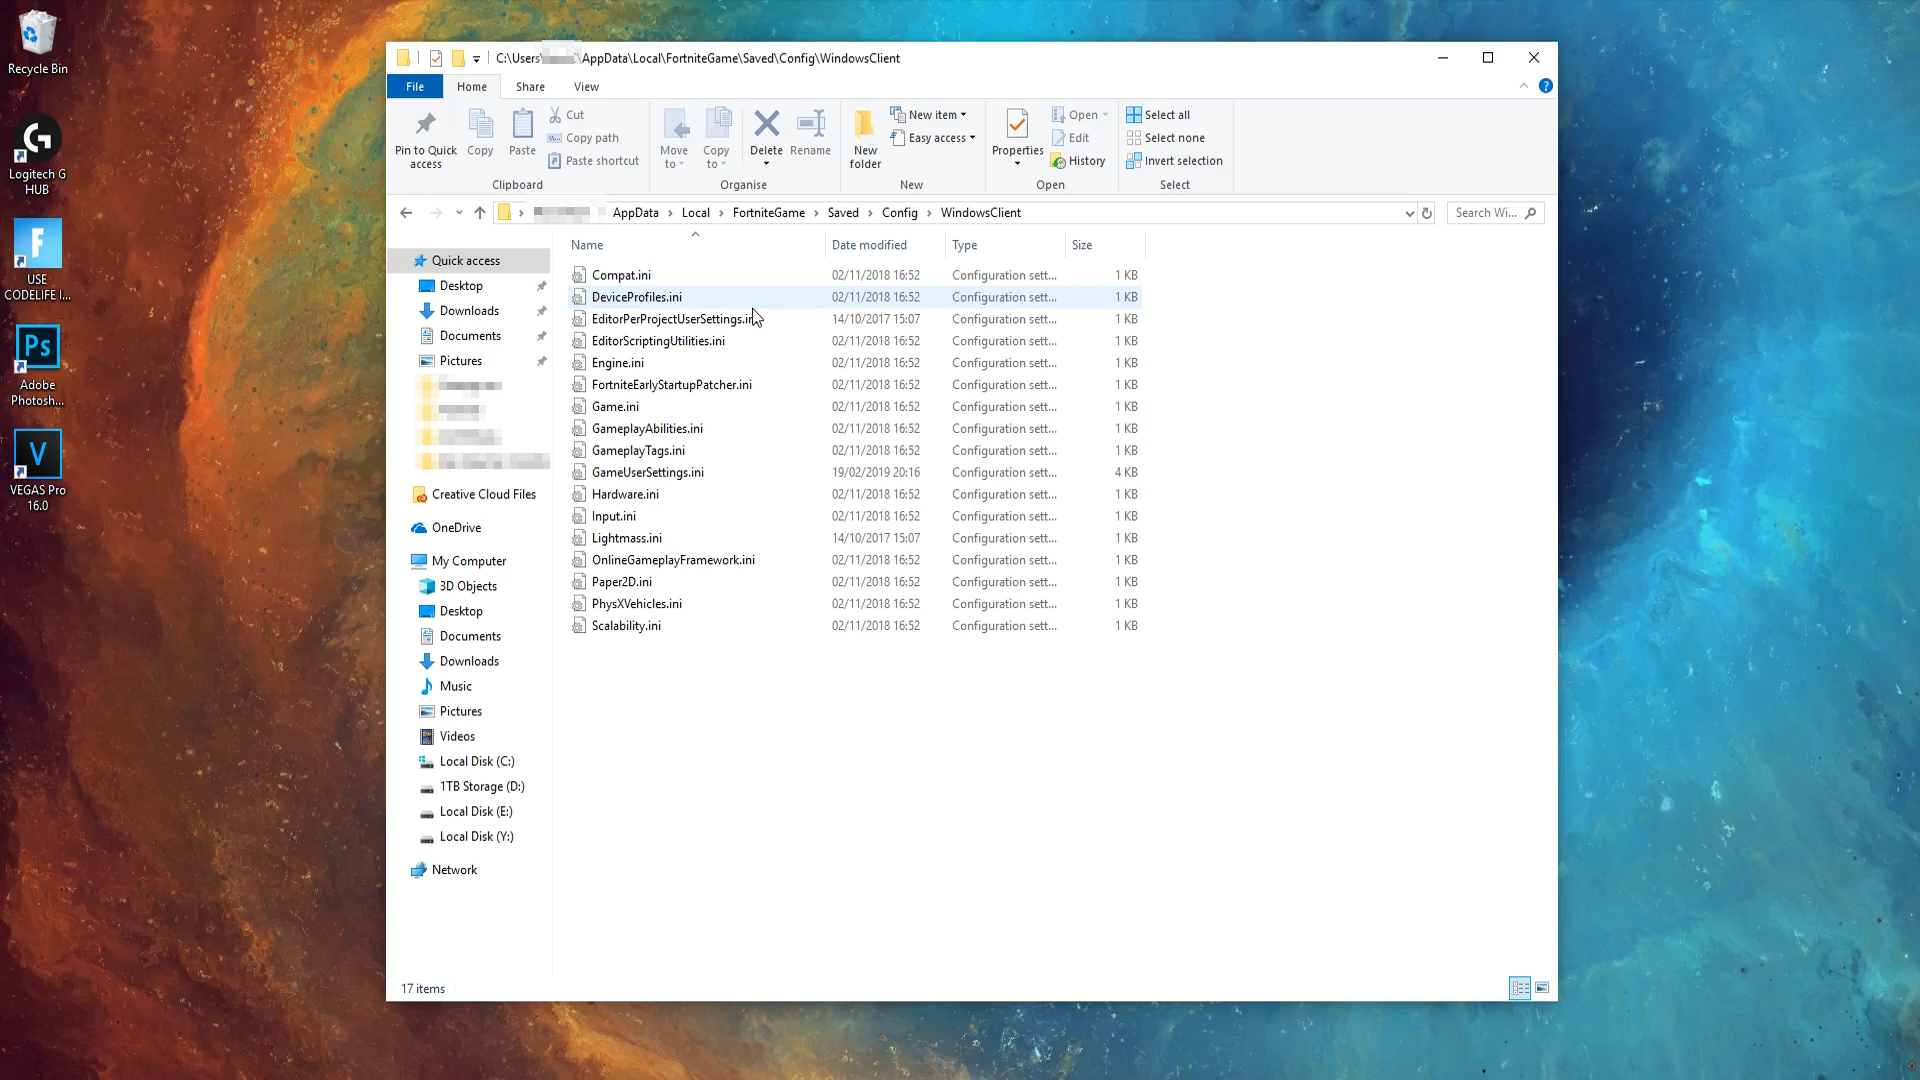 Recycle Bin
Logitech G
HUB
USE
CODELIFE I...
Ps
Adobe
Photosh...
V
VEGAS Pro
16.0
C:\Users\ \AppData\Local\FortniteGame\Saved\Config\WindowsClient
File Home Share View
Pin to Quick
access
Copy
Paste
Cut
Copy path
Paste shortcut
Clipboard
Move
to
Copy
to
Delete
Rename
Organise
New
folder
New item
Easy access
New
Properties
Open
Edit
History
Open
Select all
Select none
Invert selection
Select
AppData Local FortniteGame Saved Config WindowsClient
Search Wi...
Quick access
Desktop
Downloads
Documents
Pictures
Creative Cloud Files
OneDrive
My Computer
3D Objects
Desktop
Documents
Downloads
Music
Pictures
Videos
Local Disk (C:)
1TB Storage (D:)
Local Disk (E:)
Local Disk (Y:)
Network
Name Date modified Type Size
Compat.ini 02/11/2018 16:52 Configuration sett... 1 KB
DeviceProfiles.ini 02/11/2018 16:52 Configuration sett... 1 KB
EditorPerProjectUserSettings.ini 14/10/2017 15:07 Configuration sett... 1 KB
EditorScriptingUtilities.ini 02/11/2018 16:52 Configuration sett... 1 KB
Engine.ini 02/11/2018 16:52 Configuration sett... 1 KB
FortniteEarlyStartupPatcher.ini 02/11/2018 16:52 Configuration sett... 1 KB
Game.ini 02/11/2018 16:52 Configuration sett... 1 KB
GameplayAbilities.ini 02/11/2018 16:52 Configuration sett... 1 KB
GameplayTags.ini 02/11/2018 16:52 Configuration sett... 1 KB
GameUserSettings.ini 19/02/2019 20:16 Configuration sett... 4 KB
Hardware.ini 02/11/2018 16:52 Configuration sett... 1 KB
Input.ini 02/11/2018 16:52 Configuration sett... 1 KB
Lightmass.ini 14/10/2017 15:07 Configuration sett... 1 KB
OnlineGameplayFramework.ini 02/11/2018 16:52 Configuration sett... 1 KB
Paper2D.ini 02/11/2018 16:52 Configuration sett... 1 KB
PhysXVehicles.ini 02/11/2018 16:52 Configuration sett... 1 KB
Scalability.ini 02/11/2018 16:52 Configuration sett... 1 KB
17 items